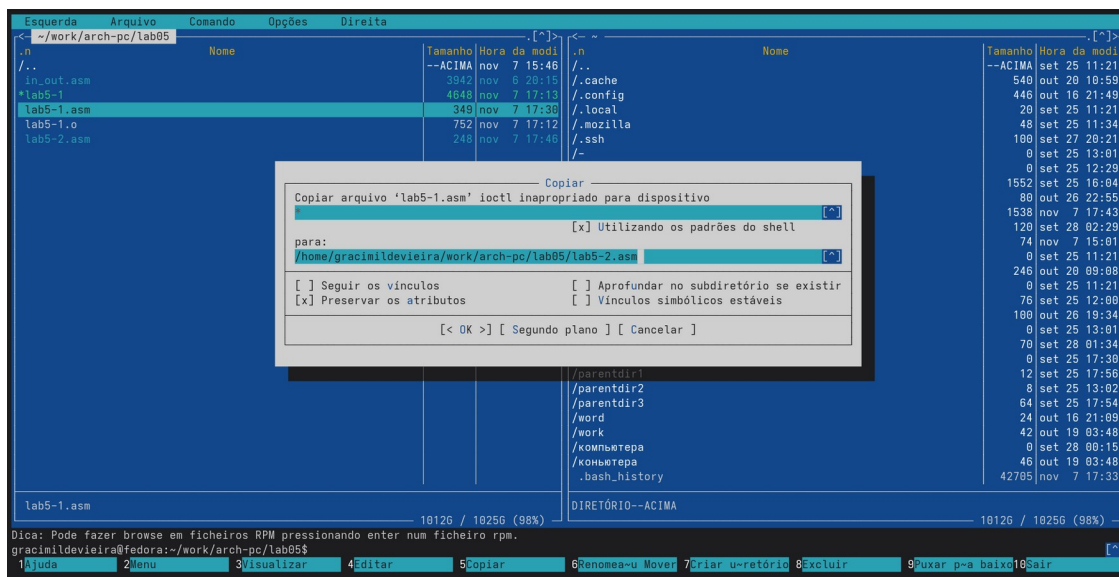 Esquerda Arquivo Comando Opções Direita
<- ~/work/arch-pc/lab05 .[^]>
.n Nome Tamanho Hora da modi
/.. --ACIMA nov 7 15:46
in_out.asm 3942 nov 6 20:15
*lab5-1 4648 nov 7 17:13
lab5-1.asm 349 nov 7 17:30
lab5-1.o 752 nov 7 17:12
lab5-2.asm 248 nov 7 17:46
lab5-1.asm
1012G / 1025G (98%)
<- ~ .[^]>
.n Nome Tamanho Hora da modi
/.. --ACIMA set 25 11:21
/.cache 540 out 20 10:59
/.config 446 out 16 21:49
/.local 20 set 25 11:21
/.mozilla 48 set 25 11:34
/.ssh 100 set 27 20:21
/~ 0 set 25 13:01
0 set 25 12:29
1552 set 25 16:04
80 out 26 22:55
1538 nov 7 17:43
120 set 28 02:29
74 nov 7 15:01
0 set 25 11:21
246 out 20 09:08
0 set 25 11:21
76 set 25 12:00
100 out 26 19:34
0 set 25 13:01
70 set 28 01:34
0 set 25 17:30
/parentdir1 12 set 25 17:56
/parentdir2 8 set 25 13:02
/parentdir3 64 set 25 17:54
/word 24 out 16 21:09
/work 42 out 19 03:48
/компьютера 0 set 28 00:15
/коньютера 46 out 19 03:48
.bash_history 42705 nov 7 17:33
DIRETÓRIO--ACIMA
1012G / 1025G (98%)
Copiar
Copiar arquivo ‘lab5-1.asm’ ioctl inapropriado para dispositivo
* [^]
[x] Utilizando os padrões do shell
para:
/home/gracimildevieira/work/arch-pc/lab05/lab5-2.asm [^]
[ ] Seguir os vínculos [ ] Aprofundar no subdiretório se existir
[x] Preservar os atributos [ ] Vínculos simbólicos estáveis
[< OK >] [ Segundo plano ] [ Cancelar ]
Dica: Pode fazer browse em ficheiros RPM pressionando enter num ficheiro rpm.
gracimildevieira@fedora:~/work/arch-pc/lab05$ [^
1Ajuda 2Menu 3Visualizar 4Editar 5Copiar 6Renomea~u Mover 7Criar u~retório 8Excluir 9Puxar p~a baixo 10Sair